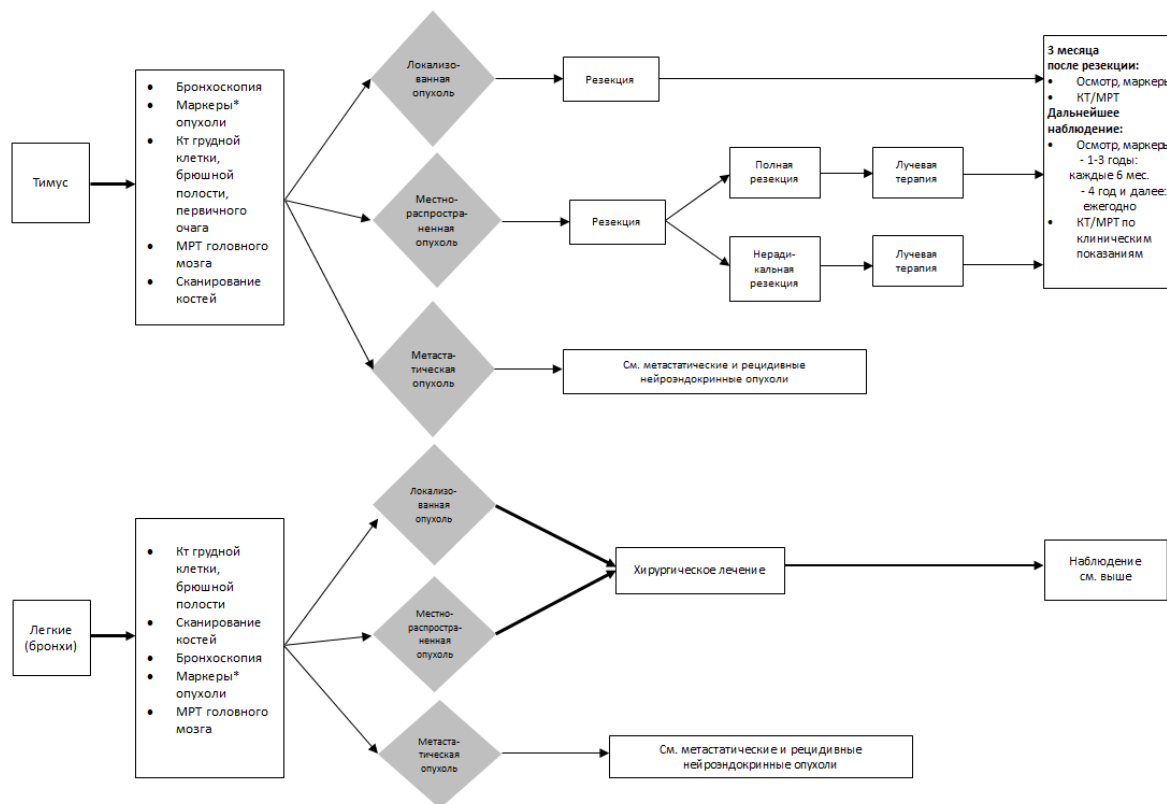 Тимус
• Бронхоскопия
• Маркеры*
опухоли
• Кт грудной
клетки,
брюшной
полости,
первичного
очага
• МРТ головного
мозга
• Сканирование
костей
Локализо-
ванная
опухоль
Резекция
Местно-
распростра-
ненная
опухоль
Резекция
Полная
резекция
Лучевая
терапия
Неради-
кальная
резекция
Лучевая
терапия
Метаста-
тическая
опухоль
См. метастатические и рецидивные
нейроэндокринные опухоли
3 месяца
после резекции:
• Осмотр, маркеры
• КТ/МРТ
Дальнейшее
наблюдение:
• Осмотр, маркеры
- 1-3 годы:
каждые 6 мес.
- 4 год и далее:
ежегодно
• КТ/МРТ по
клиническим
показаниям
Легкие
(бронхи)
• Кт грудной
клетки,
брюшной
полости
• Сканирование
костей
• Бронхоскопия
• Маркеры*
опухоли
• МРТ головного
мозга
Локализо-
ванная
опухоль
Местно-
распростра-
ненная
опухоль
Хирургическое лечение
Наблюдение
см. выше
Метаста-
тическая
опухоль
См. метастатические и рецидивные
нейроэндокринные опухоли